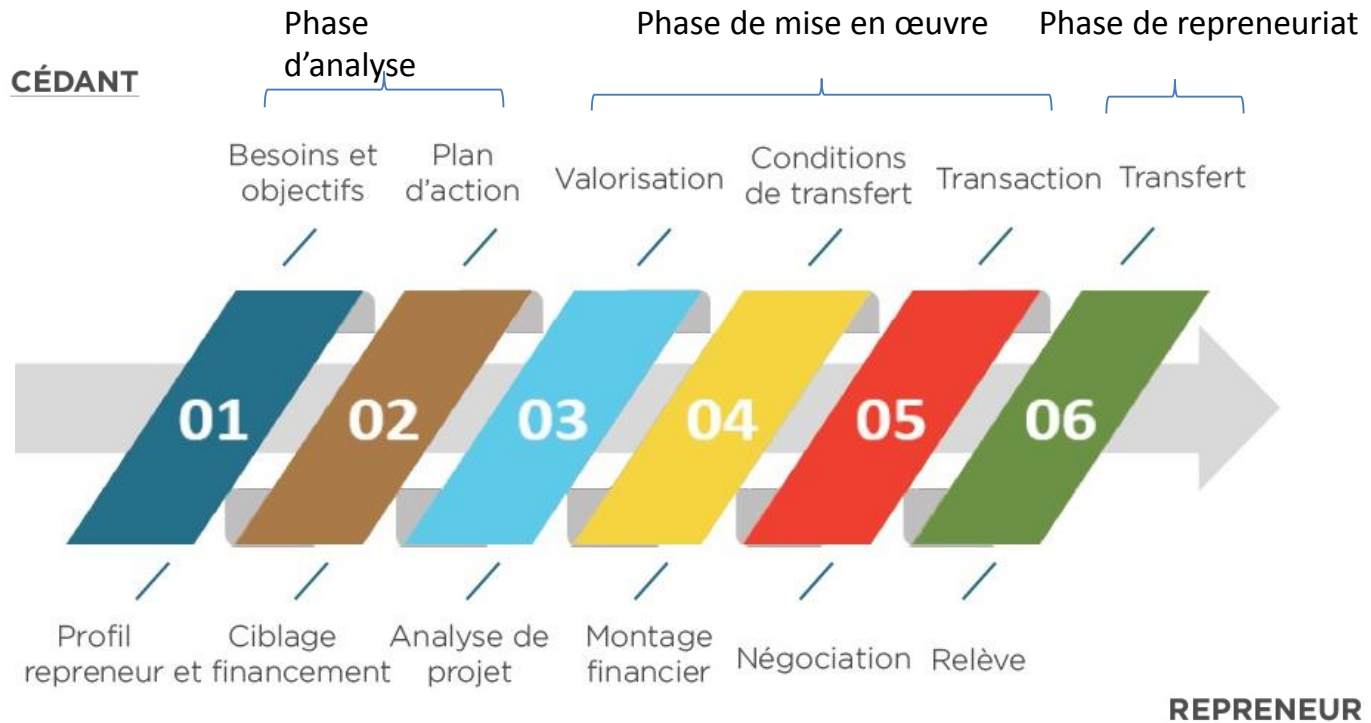 Phase
d’analyse
Phase de mise en œuvre
Phase de repreneuriat
CÉDANT
Besoins et
objectifs
Plan
d’action
Valorisation
Conditions
de transfert
Transaction
Transfert
01
02
03
04
05
06
Profil
repreneur et
Ciblage
financement
Analyse de
projet
Montage
financier
Négociation
Relève
REPRENEUR